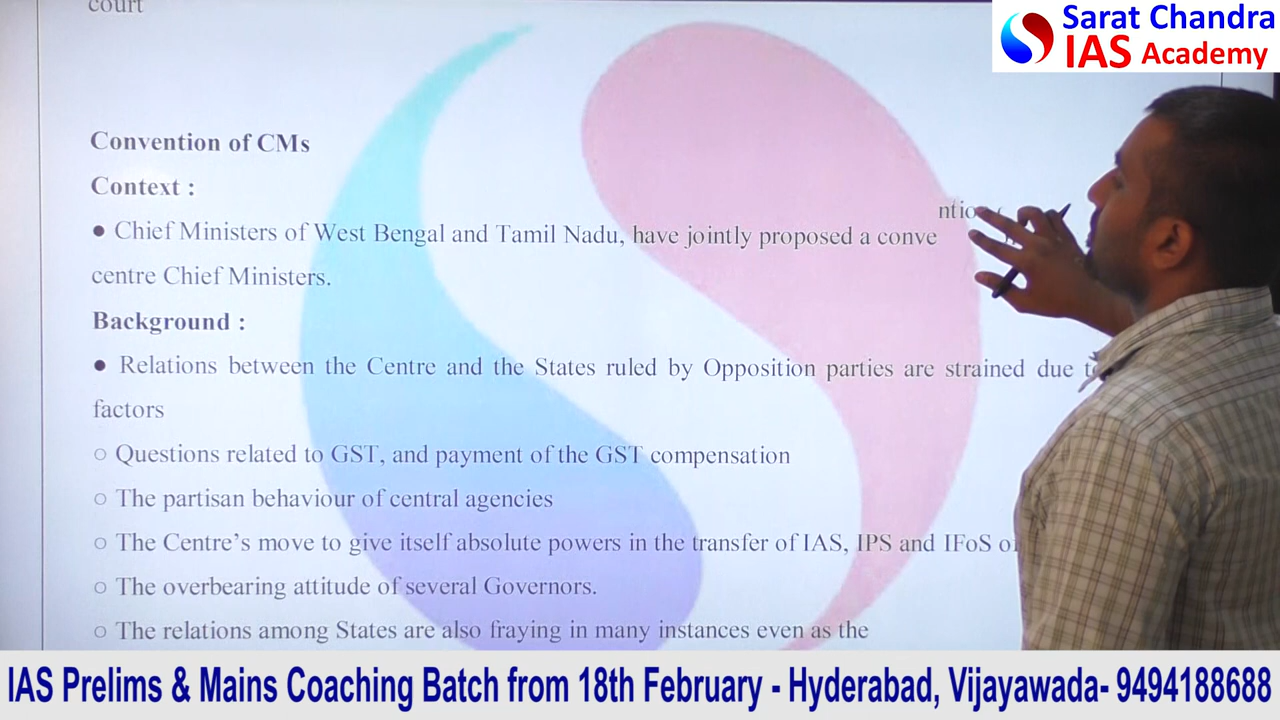 court
Sarat Chandra
IAS Academy
Convention of CMs
Context :
● Chief Ministers of West Bengal and Tamil Nadu, have jointly proposed a conve
ntio
centre Chief Ministers.
Background :
● Relations between the Centre and the States ruled by Opposition parties are strained due
factors
○ Questions related to GST, and payment of the GST compensation
○ The partisan behaviour of central agencies
○ The Centre's move to give itself absolute powers in the transfer of IAS, IPS and IFoS
○ The overbearing attitude of several Governors.
○ The relations among States are also fraying in many instances even as the
IAS Prelims & Mains Coaching Batch from 18th February - Hyderabad, Vijayawada- 9494188688